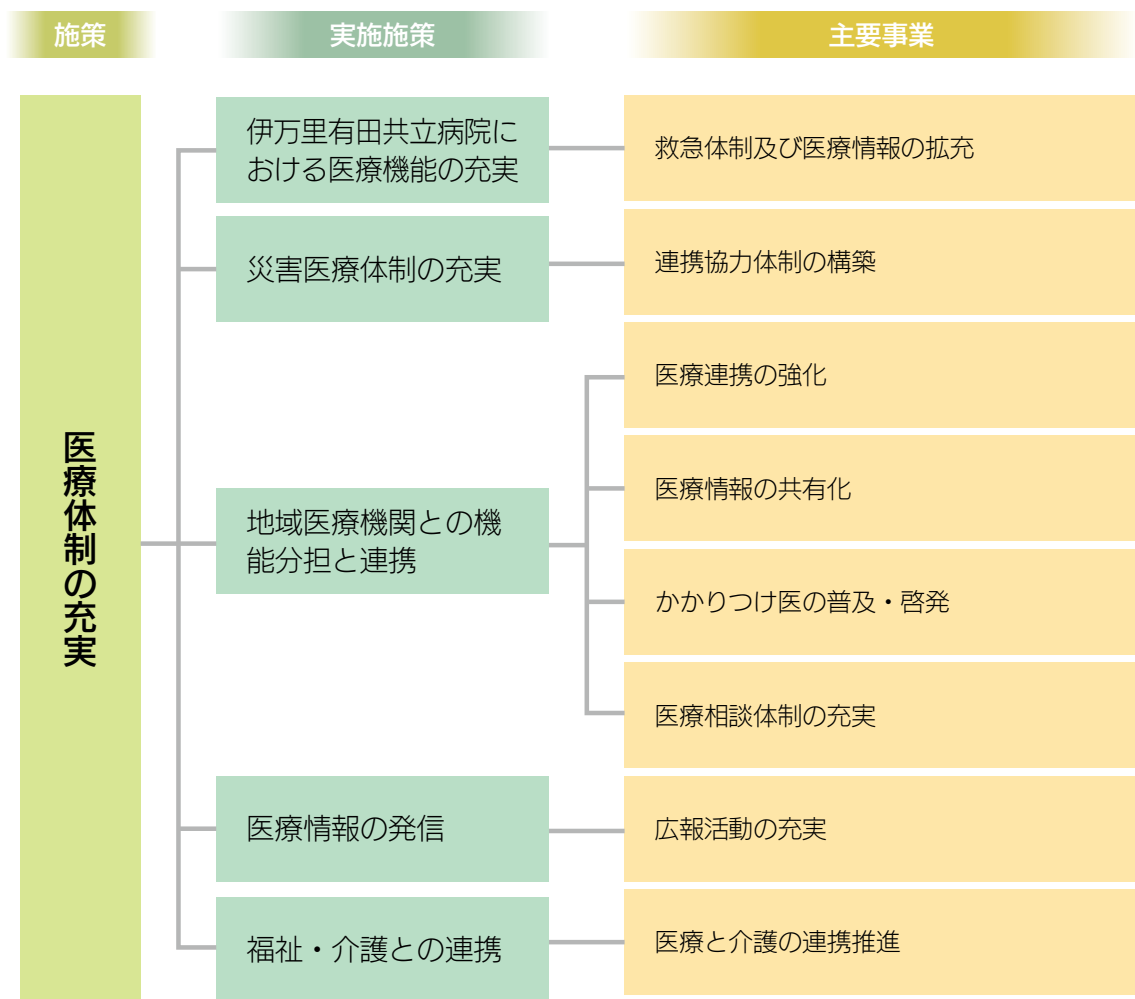 施策
実施施策
主要事業
医療体制の充実
伊万里有田共立病院に
おける医療機能の充実
救急体制及び医療情報の拡充
災害医療体制の充実
連携協力体制の構築
地域医療機関との機
能分担と連携
医療連携の強化
医療情報の共有化
かかりつけ医の普及・啓発
医療相談体制の充実
医療情報の発信
広報活動の充実
福祉・介護との連携
医療と介護の連携推進